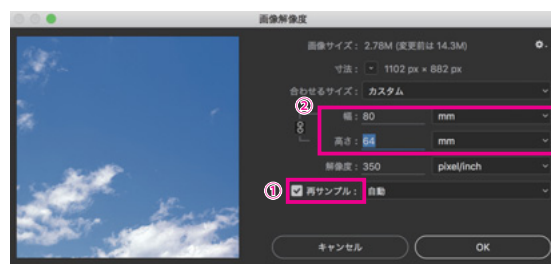 画像解像度
画像サイズ： 2.78M (変更前は 14.3M)
寸法： 1102 px × 882 px
合わせるサイズ： カスタム
②
幅： 80 mm
高さ： 64 mm
解像度： 350 pixel/inch
① 再サンプル： 自動
キャンセル OK